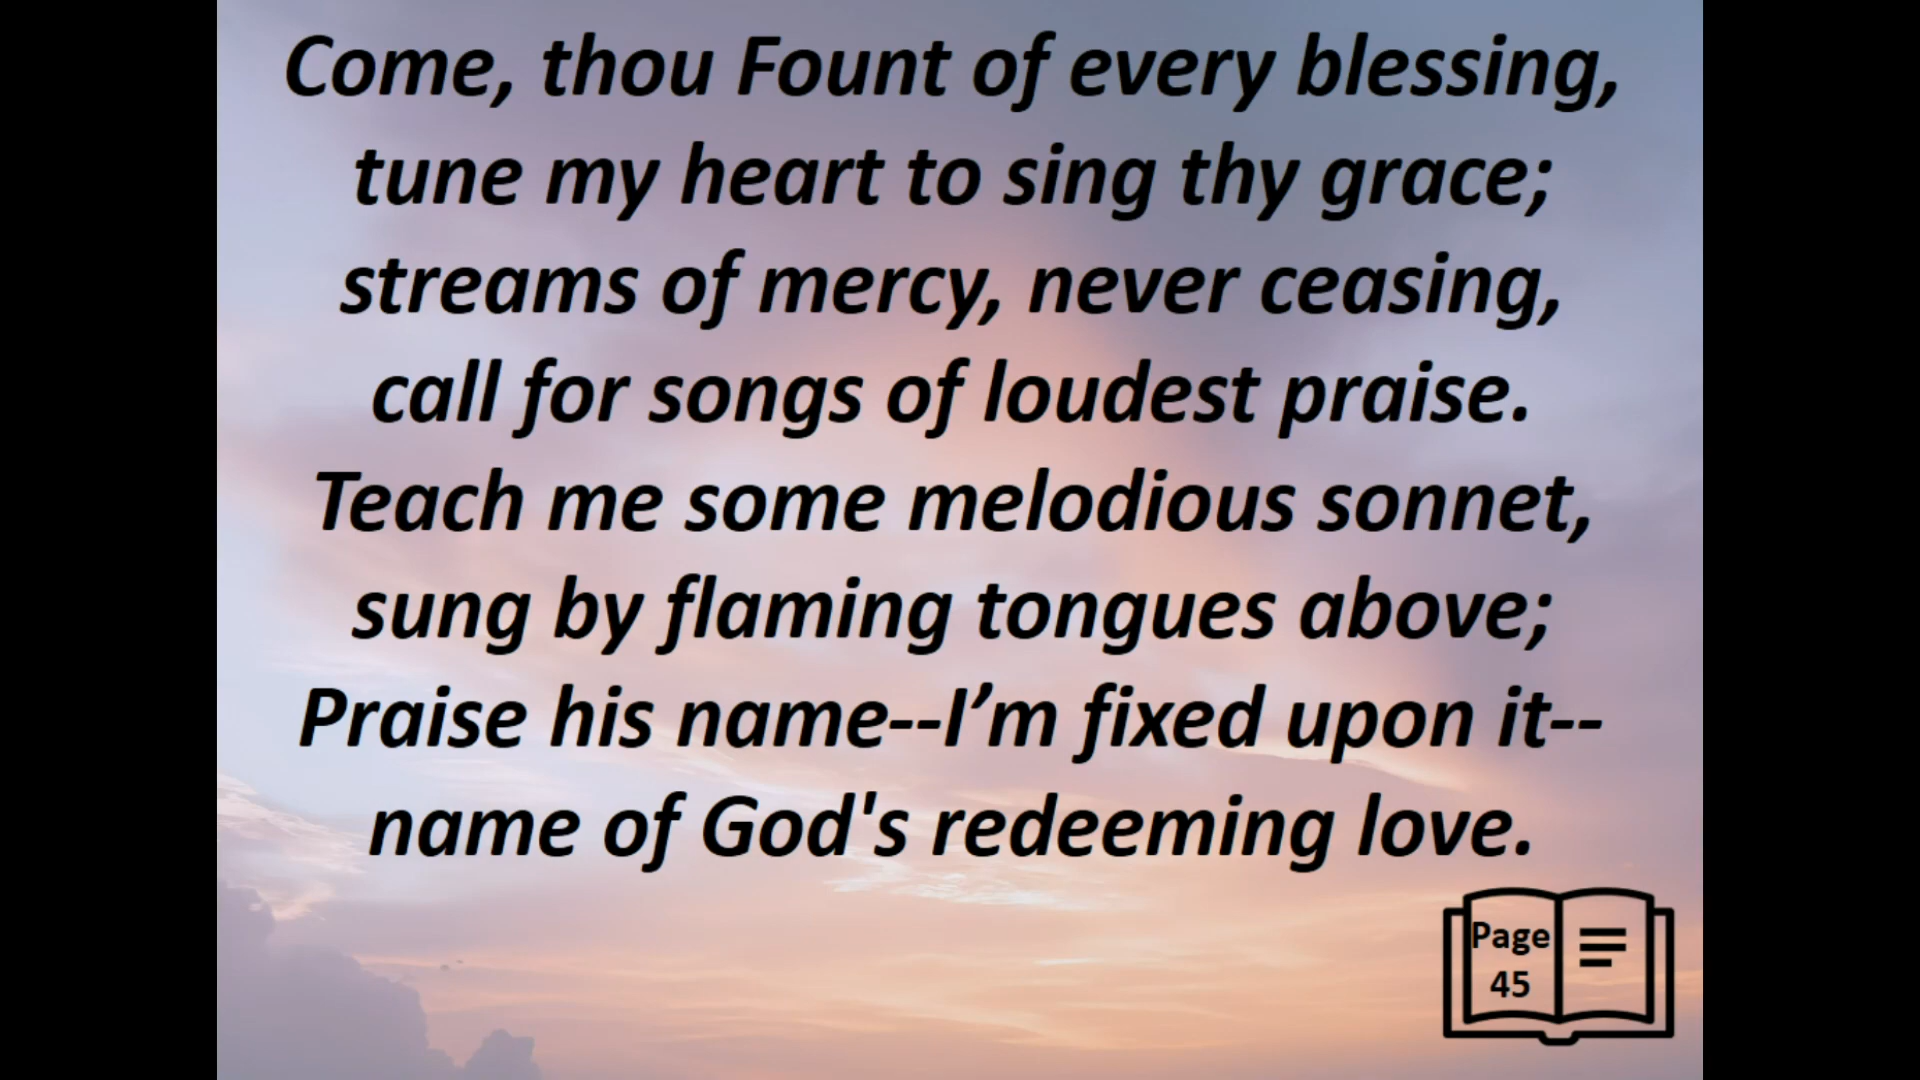 Come, thou Fount of every blessing,
tune my heart to sing thy grace;
streams of mercy, never ceasing,
call for songs of loudest praise.
Teach me some melodious sonnet,
sung by flaming tongues above;
Praise his name--I’m fixed upon it--
name of God's redeeming love.
Page
45